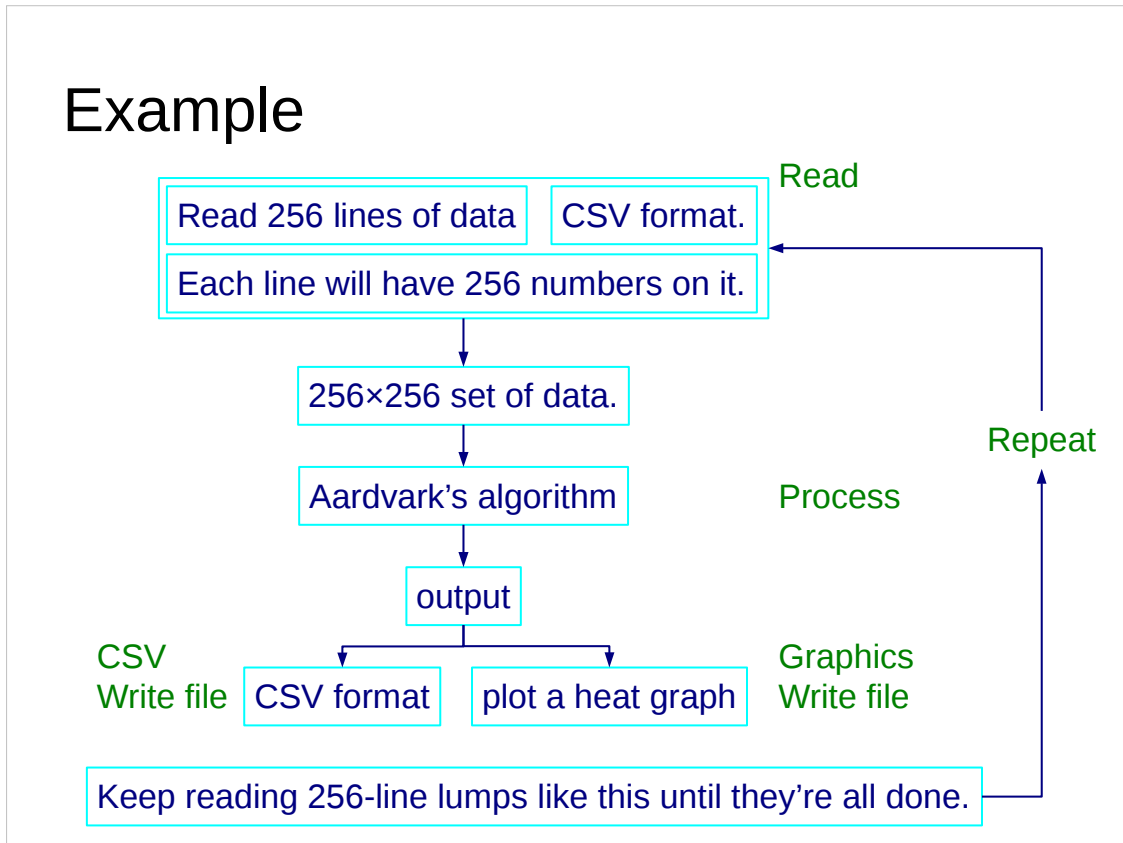 Example
Read
Read 256 lines of data
CSV format.
Each line will have 256 numbers on it.
256×256 set of data.
Repeat
Aardvark’s algorithm
Process
output
CSV
Write file
CSV format
plot a heat graph
Graphics
Write file
Keep reading 256-line lumps like this until they’re all done.